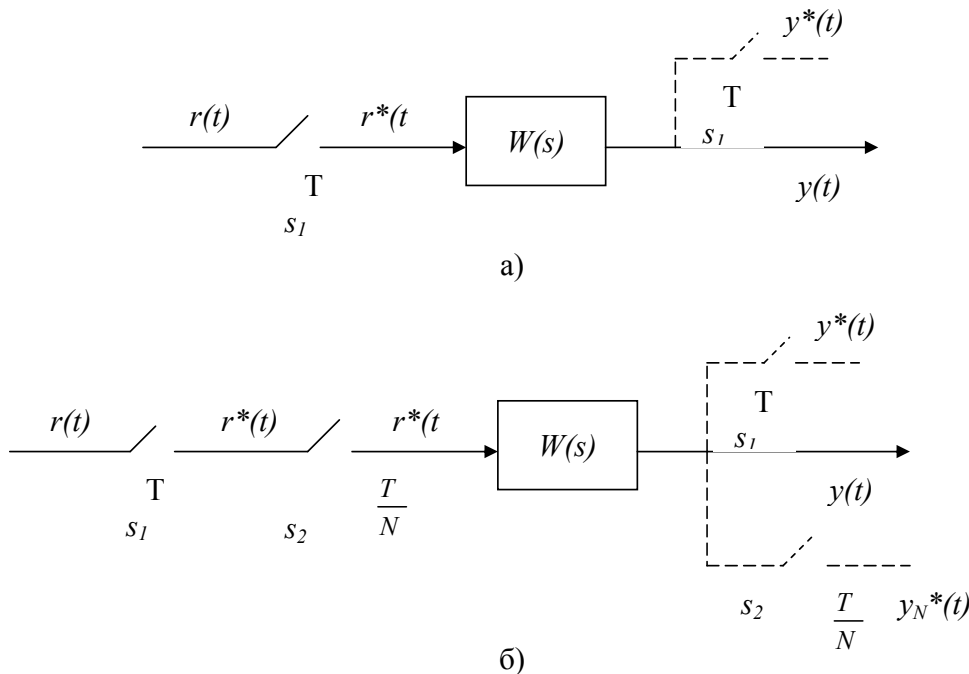 y*(t)
r(t)
r*(t
W(s)
T
s1
y(t)
T
s1
а)
y*(t)
r(t)
r*(t)
r*(t
W(s)
T
s1
y(t)
T
s1
s2
T
N
s2
T
N
yN*(t)
б)